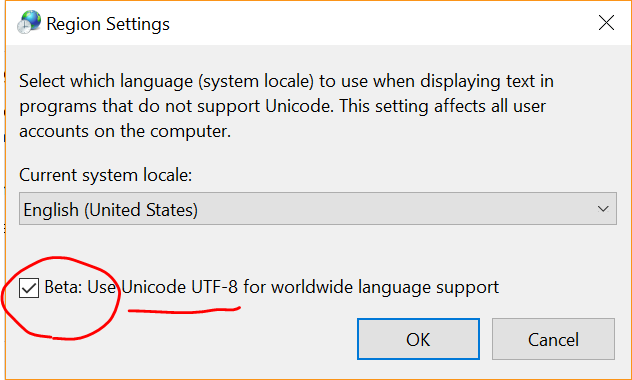 Region Settings
Select which language (system locale) to use when displaying text in
programs that do not support Unicode. This setting affects all user
accounts on the computer.
Current system locale:
English (United States)
Beta: Use Unicode UTF-8 for worldwide language support
OK
Cancel